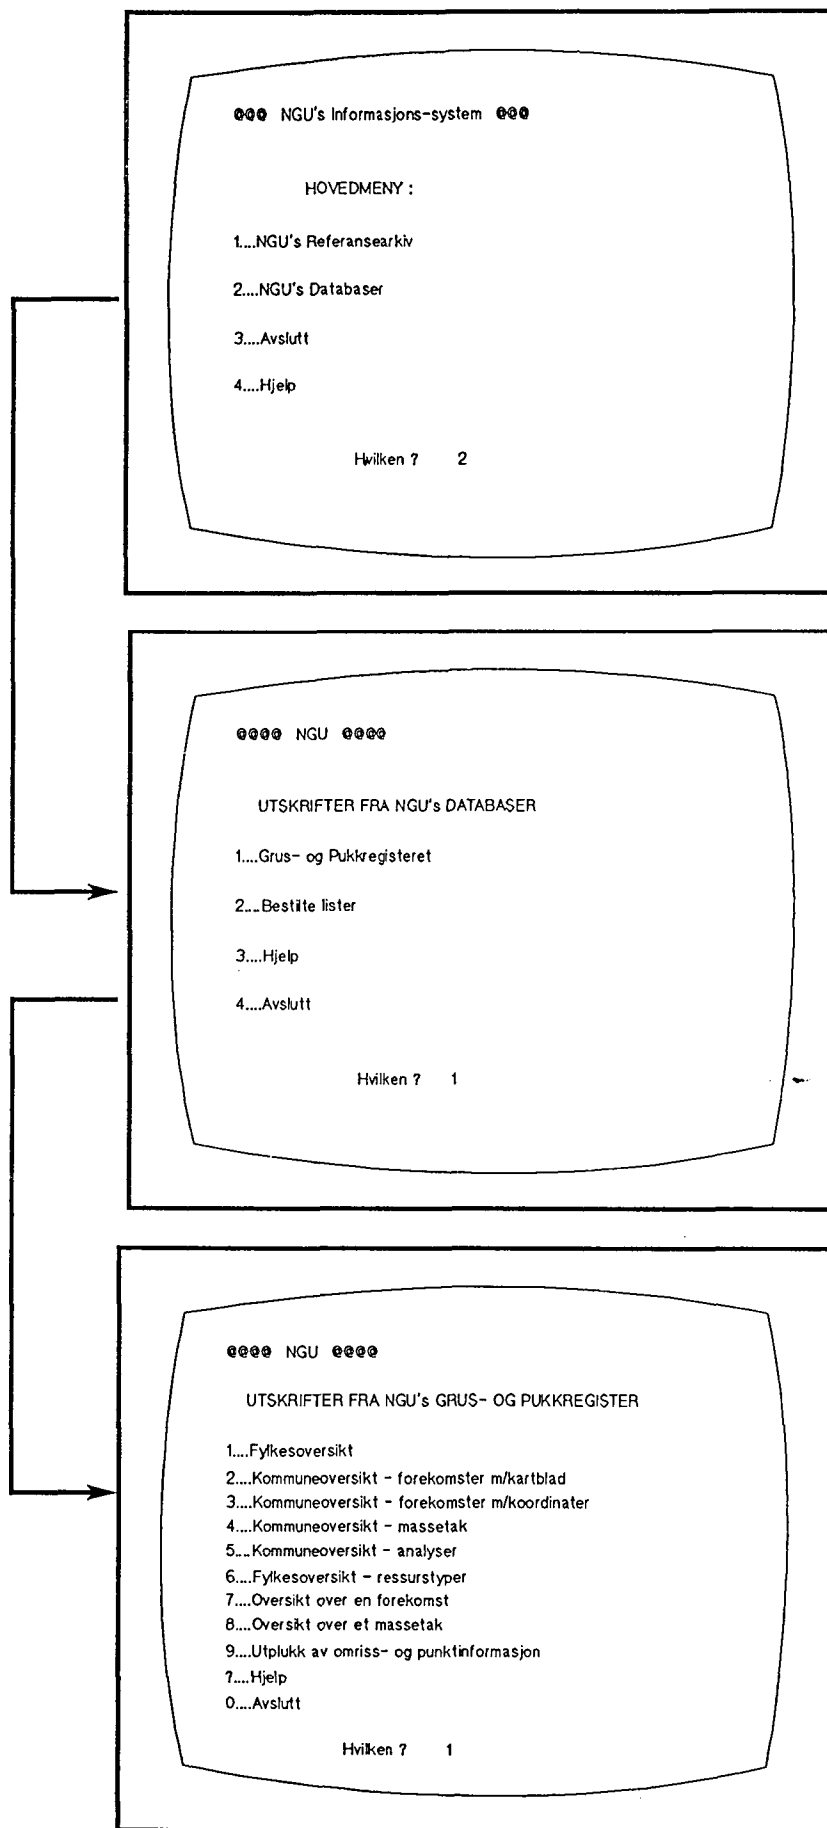 @@@ NGU's Informasjons-system @@@
HOVEDMENY :
1....NGU's Referansearkiv
2....NGU's Databaser
3....Avslutt
4....Hjelp
Hvilken ? 2
@@@@ NGU @@@@
UTSKRIFTER FRA NGU's DATABASER
1....Grus- og Pukkregisteret
2....Bestilte lister
3....Hjelp
4....Avslutt
Hvilken ? 1
@@@@ NGU @@@@
UTSKRIFTER FRA NGU's GRUS- OG PUKKREGISTER
1....Fylkesoversikt
2....Kommuneoversikt - forekomster m/kartblad
3....Kommuneoversikt - forekomster m/koordinater
4....Kommuneoversikt - massetak
5....Kommuneoversikt - analyser
6....Fylkesoversikt - ressurstyper
7....Oversikt over en forekomst
8....Oversikt over et massetak
9....Utplukk av omriss- og punktinformasjon
?....Hjelp
0....Avslutt
Hvilken ? 1